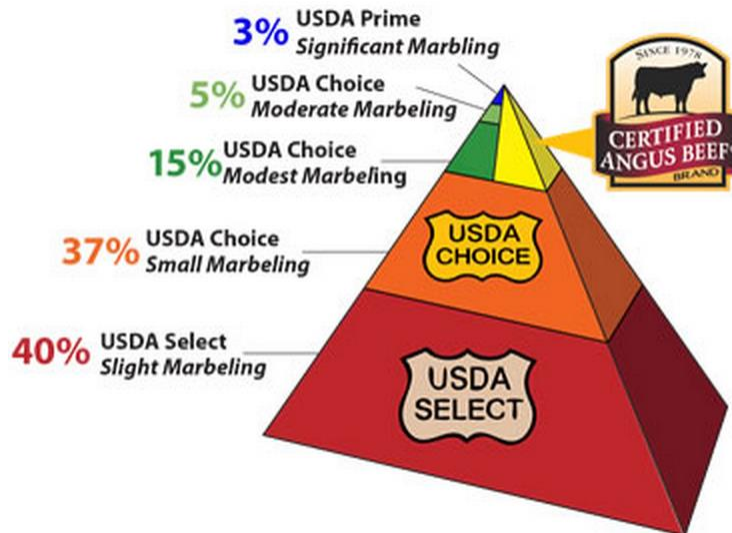 3% USDA Prime
Significant Marbling
5% USDA Choice
Moderate Marbeling
15% USDA Choice
Modest Marbeling
37% USDA Choice
Small Marbeling
40% USDA Select
Slight Marbeling
SINCE 1978
CERTIFIED
ANGUS BEEF
BRAND
USDA
CHOICE
USDA
SELECT